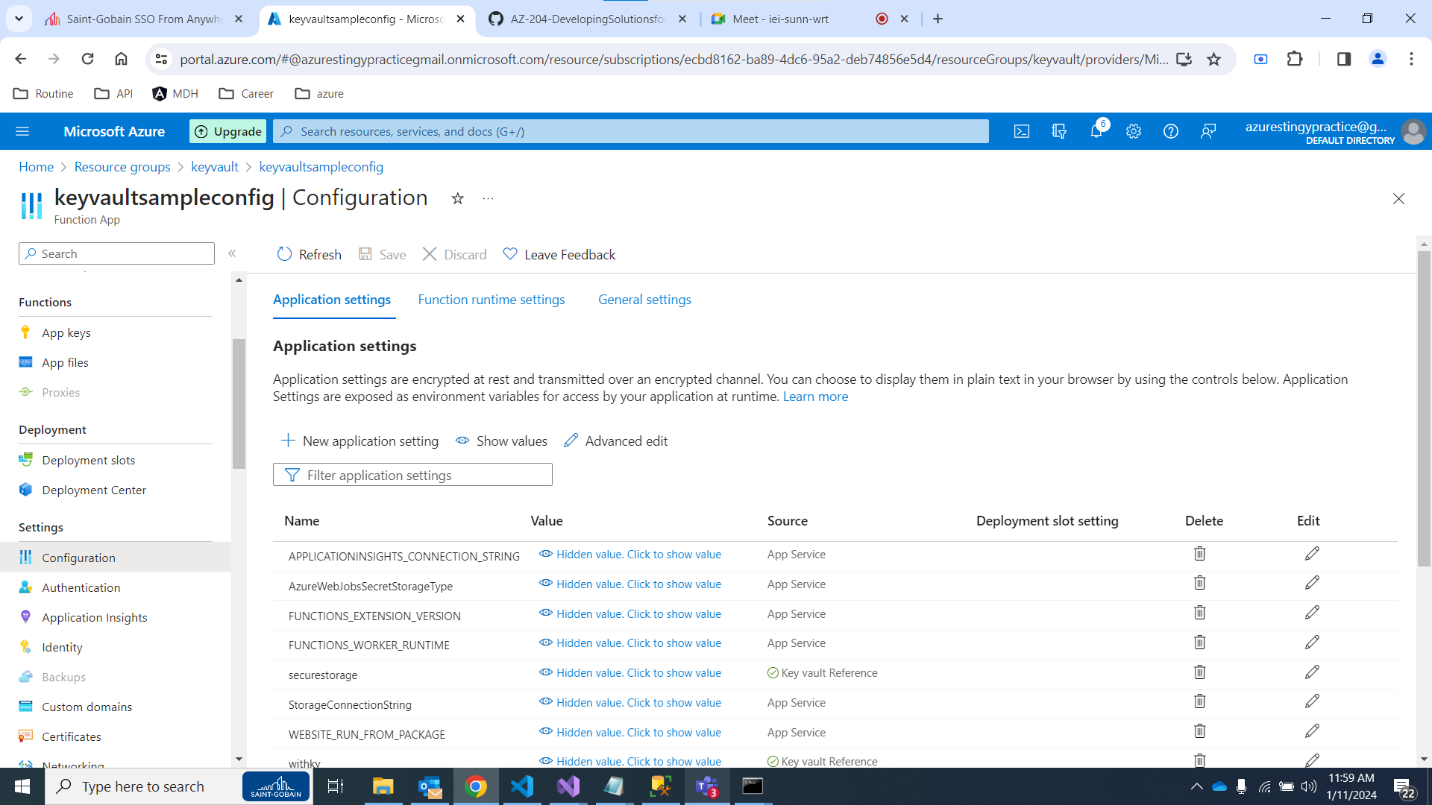 Saint-Gobain SSO From Anywh
keyvaultsampleconfig - Micros
AZ-204-DevelopingSolutionsfor
Meet - iei-sunn-wrt
portal.azure.com/#@azurestingypracticegmail.onmicrosoft.com/resource/subscriptions/ecbd8162-ba89-4dc6-95a2-deb74856e5d4/resourceGroups/keyvault/providers/Mi...
Routine
API
MDH
Career
azure
Microsoft Azure
Upgrade
Search resources, services, and docs (G+/)
6
azurestingypractice@g...
DEFAULT DIRECTORY
Home > Resource groups > keyvault > keyvaultsampleconfig
keyvaultsampleconfig | Configuration
Function App
Search
Functions
App keys
App files
Proxies
Deployment
Deployment slots
Deployment Center
Settings
Configuration
Authentication
Application Insights
Identity
Backups
Custom domains
Certificates
Networking
Refresh
Save
Discard
Leave Feedback
Application settings
Function runtime settings
General settings
Application settings
Application settings are encrypted at rest and transmitted over an encrypted channel. You can choose to display them in plain text in your browser by using the controls below. Application
Settings are exposed as environment variables for access by your application at runtime. Learn more
New application setting
Show values
Advanced edit
Filter application settings
Name Value Source Deployment slot setting Delete Edit
APPLICATIONINSIGHTS_CONNECTION_STRING Hidden value. Click to show value App Service
AzureWebJobsSecretStorageType Hidden value. Click to show value App Service
FUNCTIONS_EXTENSION_VERSION Hidden value. Click to show value App Service
FUNCTIONS_WORKER_RUNTIME Hidden value. Click to show value App Service
securestorage Hidden value. Click to show value Key vault Reference
StorageConnectionString Hidden value. Click to show value App Service
WEBSITE_RUN_FROM_PACKAGE Hidden value. Click to show value App Service
withky Hidden value. Click to show value Key vault Reference
Type here to search
SAINT-GOBAIN
3
11:59 AM
1/11/2024
22